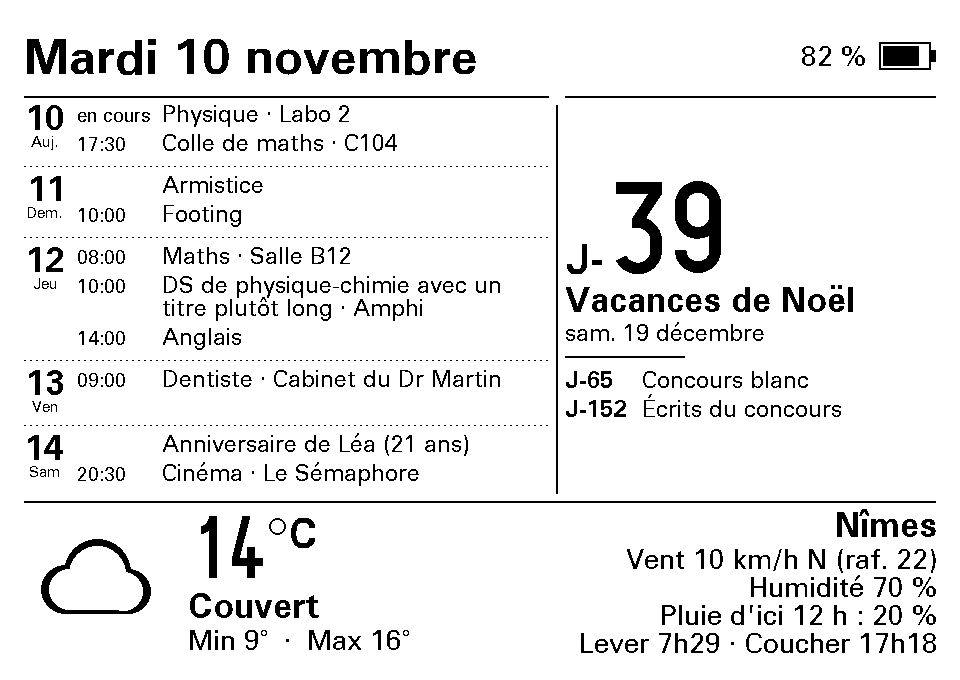 Mardi 10 novembre
82 %
10 en cours Physique · Labo 2
Auj. 17:30 Colle de maths · C104
11 Armistice
Dem. 10:00 Footing
12 08:00 Maths · Salle B12
Jeu 10:00 DS de physique-chimie avec un
titre plutôt long · Amphi
14:00 Anglais
13 09:00 Dentiste · Cabinet du Dr Martin
Ven
14 Anniversaire de Léa (21 ans)
Sam 20:30 Cinéma · Le Sémaphore
J-39
Vacances de Noël
sam. 19 décembre
J-65 Concours blanc
J-152 Écrits du concours
14°C
Couvert
Min 9° · Max 16°
Nîmes
Vent 10 km/h N (raf. 22)
Humidité 70 %
Pluie d'ici 12 h : 20 %
Lever 7h29 · Coucher 17h18